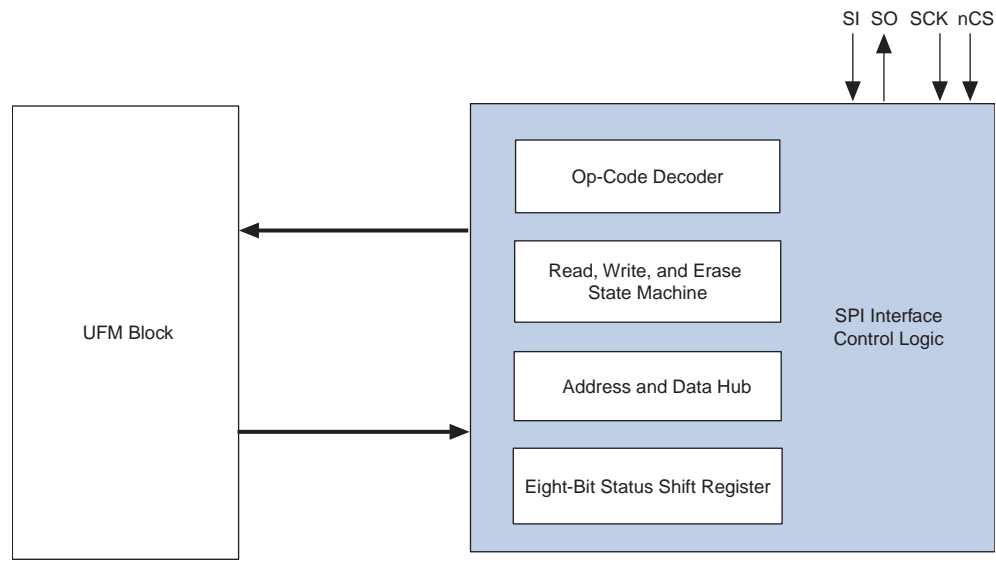 SI SO SCK nCS
Op-Code Decoder
Read, Write, and Erase
State Machine
UFM Block
SPI Interface
Control Logic
Address and Data Hub
Eight-Bit Status Shift Register